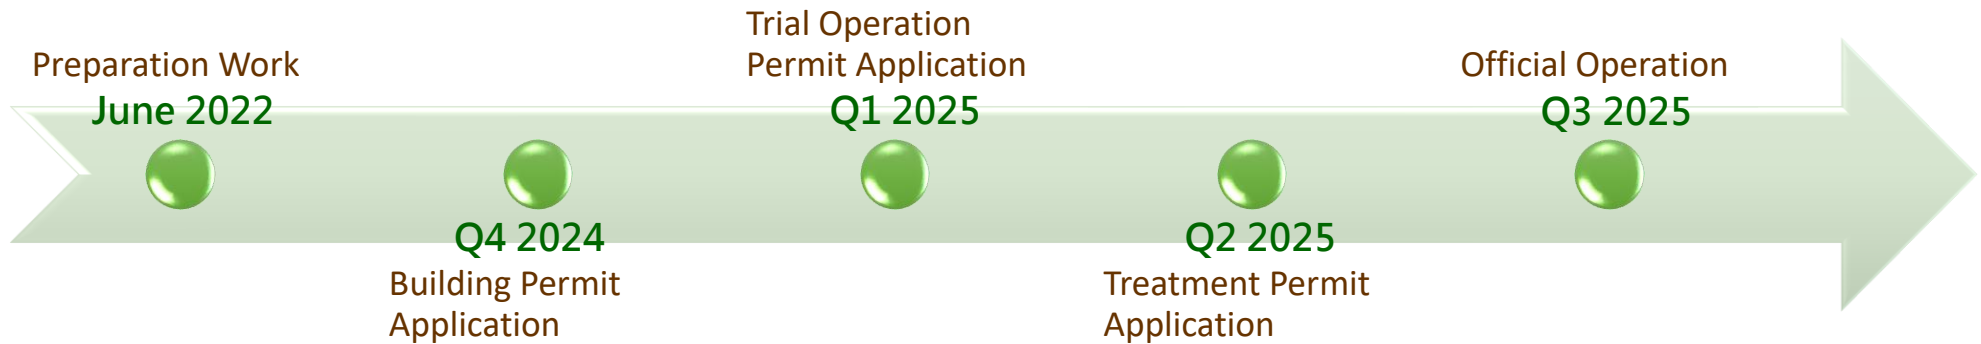 Preparation Work
June 2022
Q4 2024
Building Permit
Application
Trial Operation
Permit Application
Q1 2025
Q2 2025
Treatment Permit
Application
Official Operation
Q3 2025